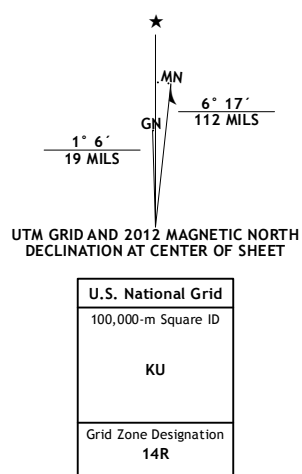 ★
MN
GN
6° 17´
112 MILS
1° 6´
19 MILS
UTM GRID AND 2012 MAGNETIC NORTH
DECLINATION AT CENTER OF SHEET
U.S. National Grid
100,000-m Square ID
KU
Grid Zone Designation
14R